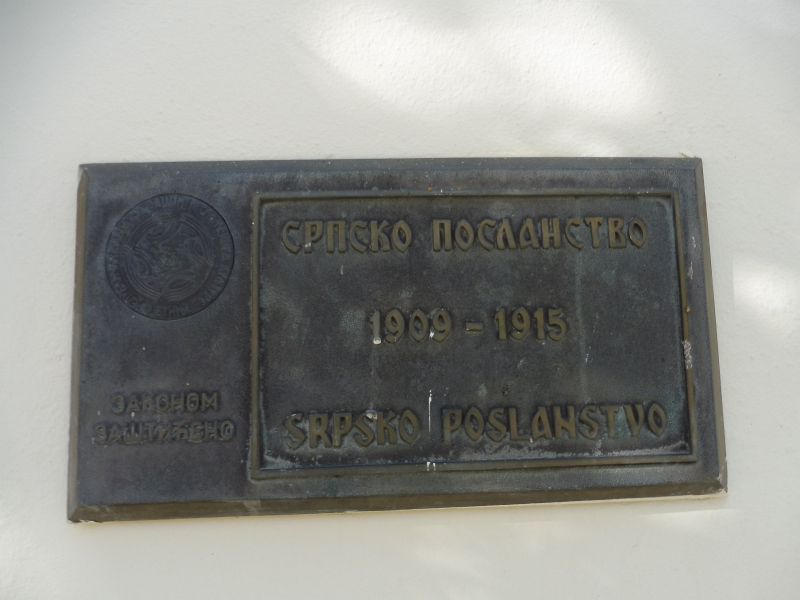 СРПСКО ПОСЛАНСТВО
1909 – 1915
SRPSKO POSLANSTVO
ЗАКОНОМ
ЗАШТИЋЕНО